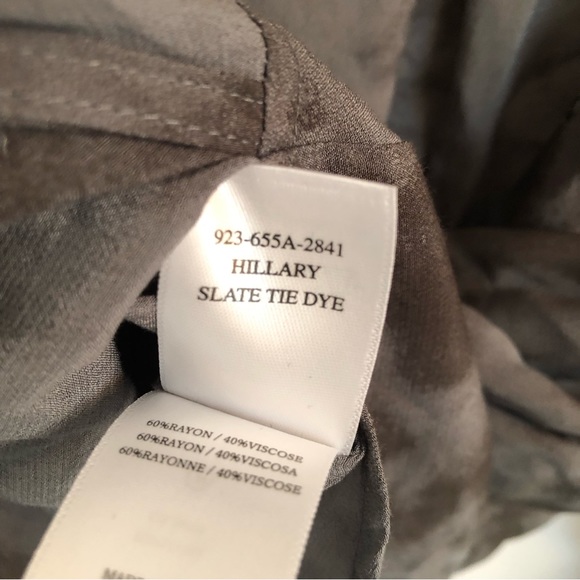 923-655A-2841
HILLARY
SLATE TIE DYE
60%RAYON / 40%VISCOSE
60%RAYON / 40%VISCOSA
60%RAYONNE / 40%VISCOSE